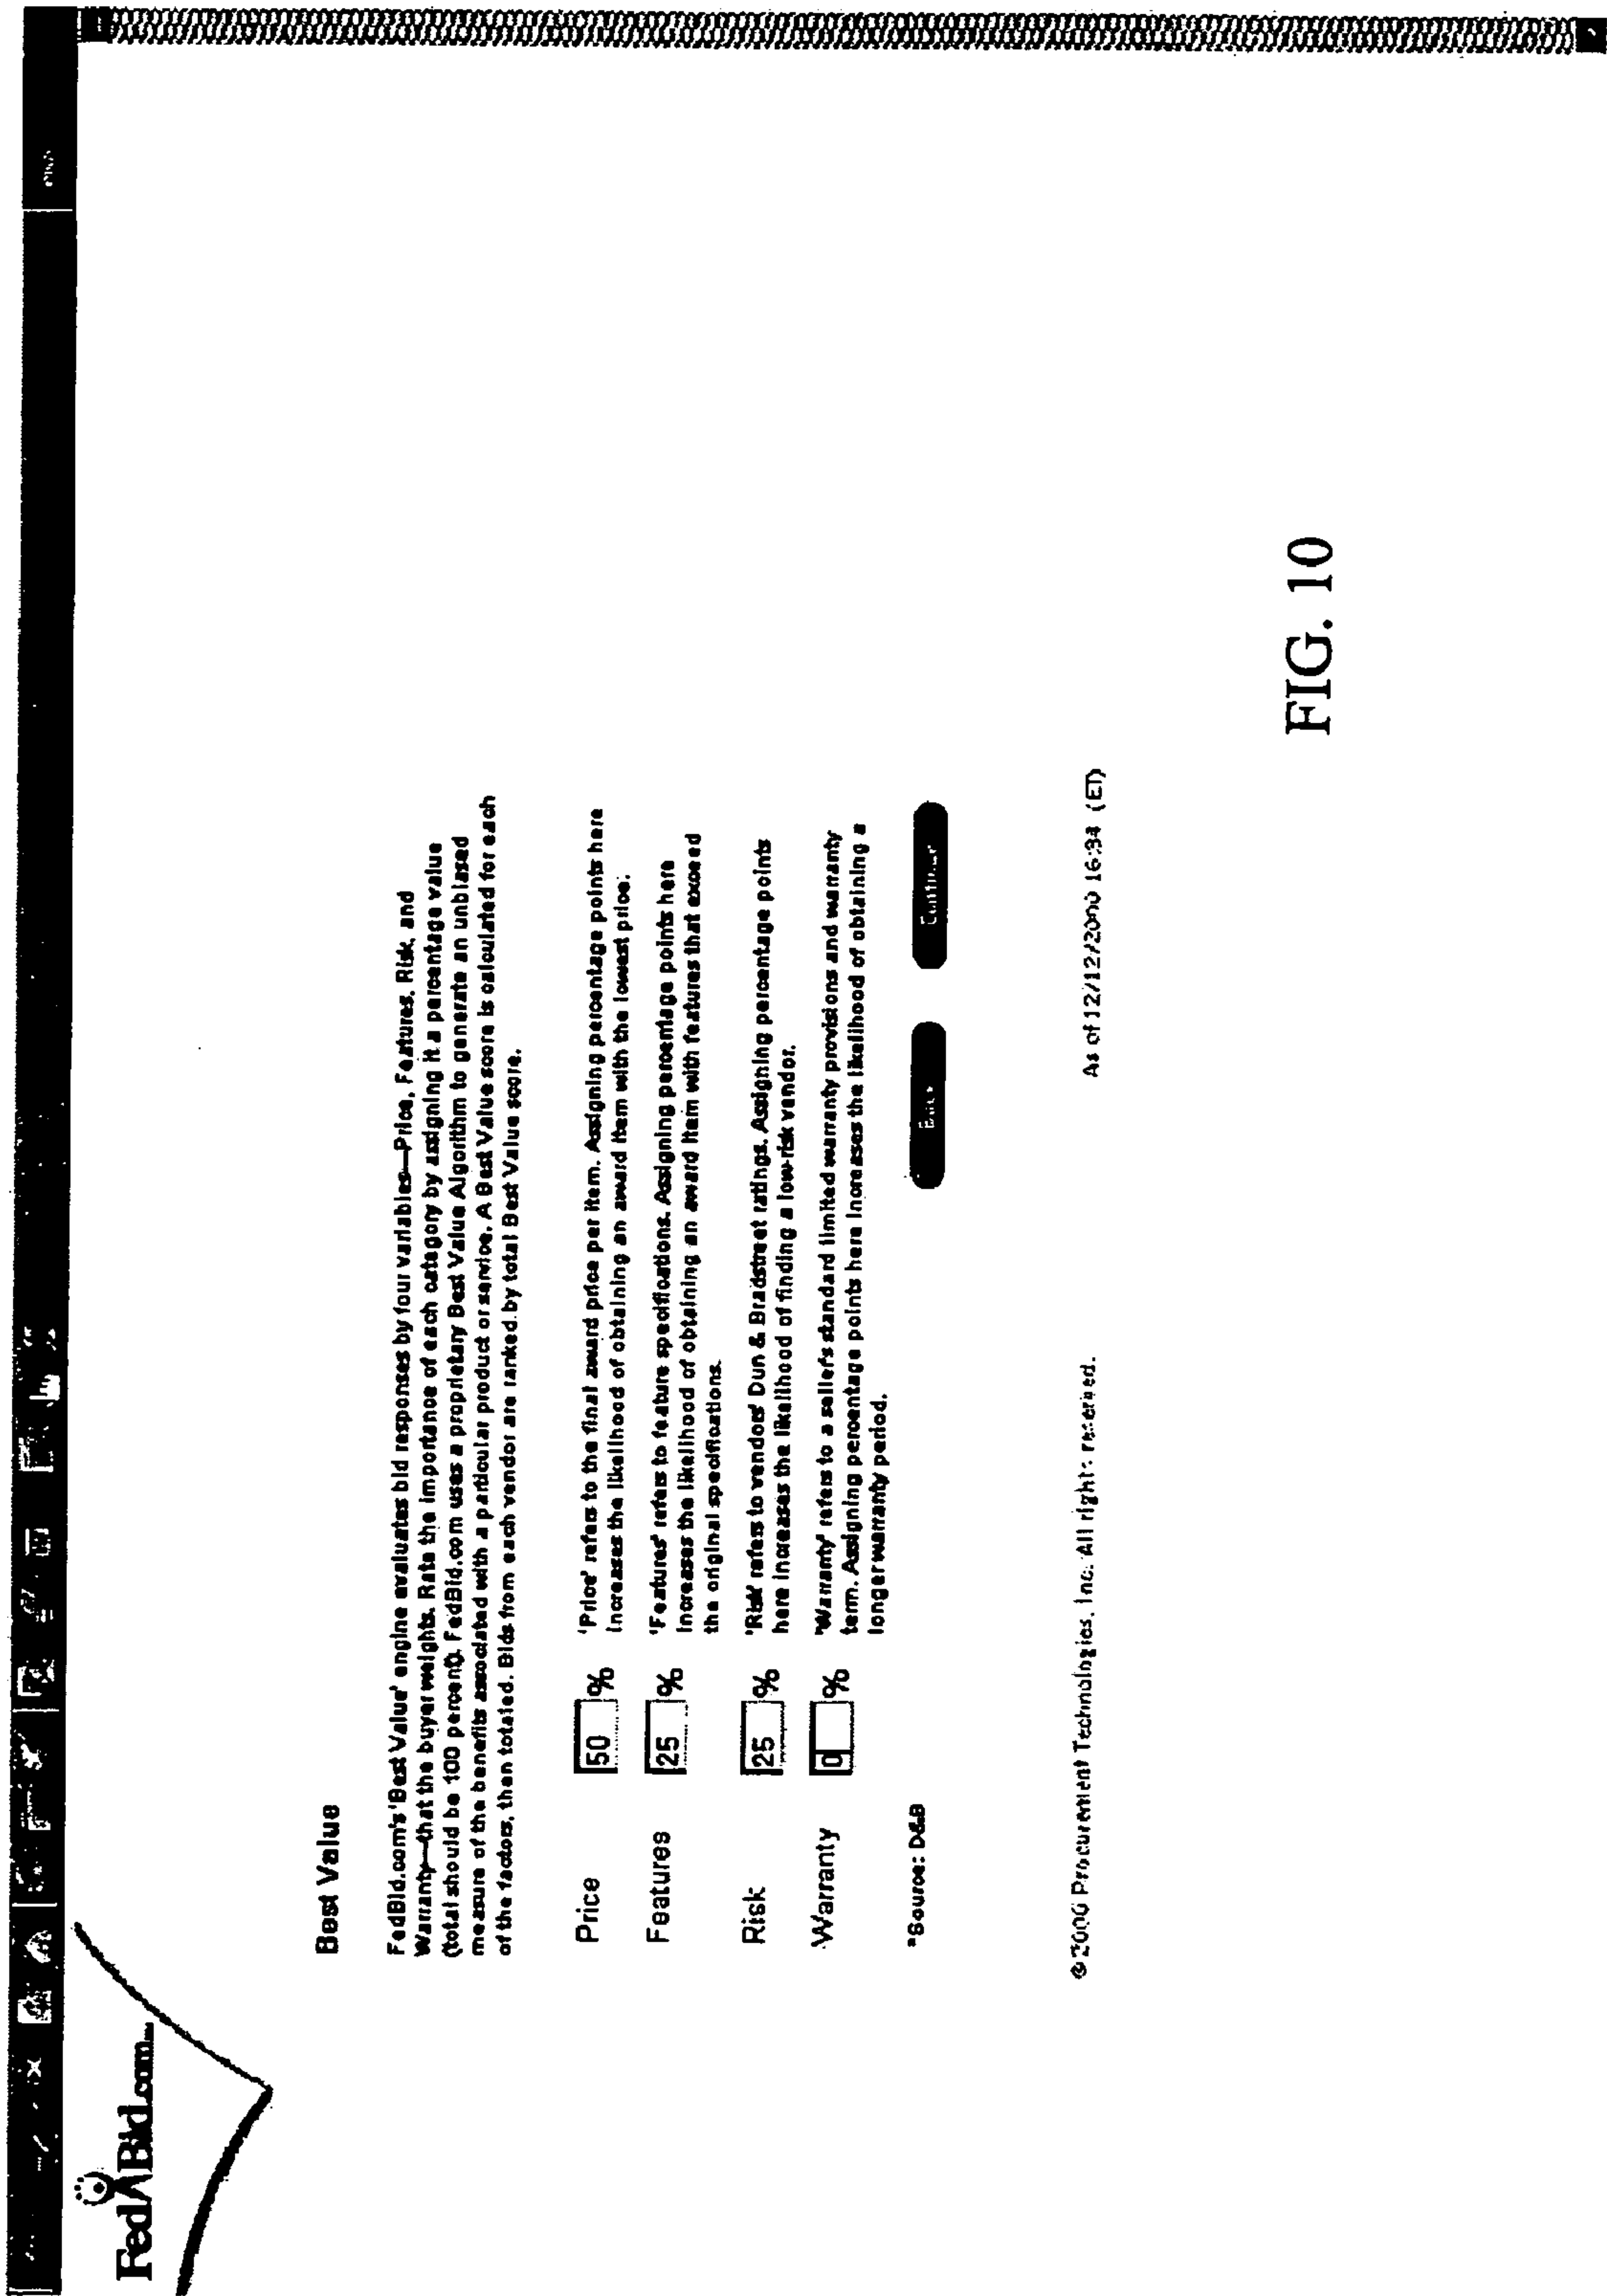 FedBid.com
Best Value
FedBid.com's 'Best Value' engine evaluates bid responses by four variables—Price, Features, Risk, and
Warranty—that the buyer weights. Rate the importance of each category by assigning it a percentage value
(total should be 100 percent). FedBid.com uses a proprietary Best Value Algorithm to generate an unbiased
measure of the benefits associated with a particular product or service. A Best Value score is calculated for each
of the factors, then totaled. Bids from each vendor are ranked by total Best Value score.
Price 50 % 'Price' refers to the final award price per item. Assigning percentage points here
increases the likelihood of obtaining an award item with the lowest price.
Features 25 % 'Features' refers to feature specifications. Assigning percentage points here
increases the likelihood of obtaining an award item with features that exceed
the original specifications.
Risk 25 % 'Risk' refers to vendors' Dun & Bradstreet ratings. Assigning percentage points
here increases the likelihood of finding a low-risk vendor.
Warranty 0 % 'Warranty' refers to a seller's standard limited warranty provisions and warranty
term. Assigning percentage points here increases the likelihood of obtaining a
longer warranty period.
*Source: D&B Continue
© 2000 Procurement Technologies, Inc. All rights reserved. As of 12/12/2000 16:34 (ET)
FIG. 10